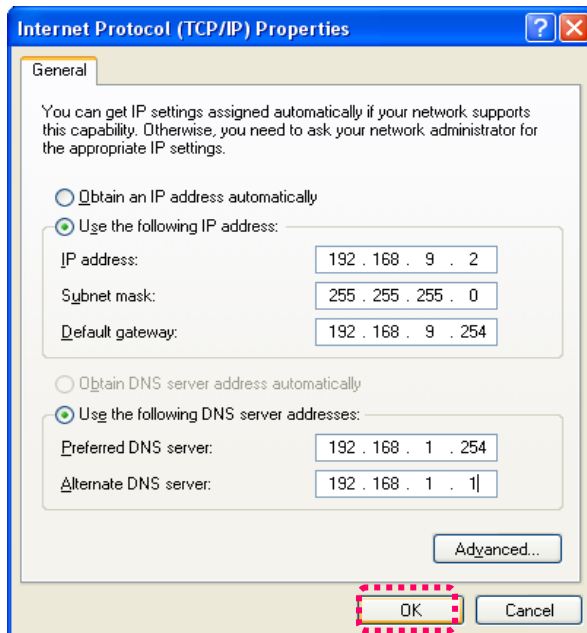 Internet Protocol (TCP/IP) Properties
General
You can get IP settings assigned automatically if your network supports
this capability. Otherwise, you need to ask your network administrator for
the appropriate IP settings.
Obtain an IP address automatically
Use the following IP address:
IP address: 192 . 168 . 9 . 2
Subnet mask: 255 . 255 . 255 . 0
Default gateway: 192 . 168 . 9 . 254
Obtain DNS server address automatically
Use the following DNS server addresses:
Preferred DNS server: 192 . 168 . 1 . 254
Alternate DNS server: 192 . 168 . 1 . 1
Advanced...
OK Cancel